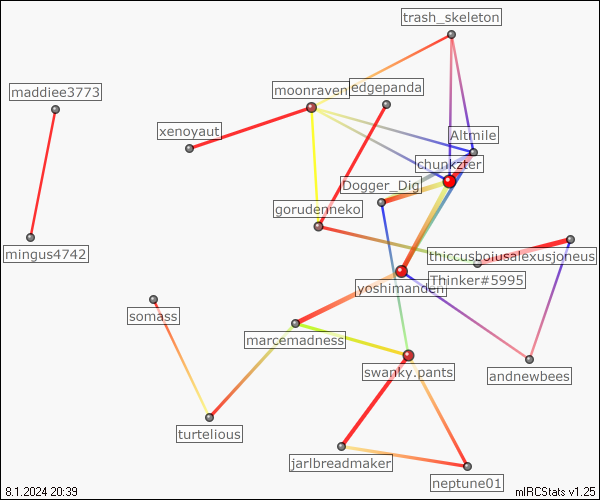 trash_skeleton
maddiee3773
moonraven
edgepanda
xenoyaut
Altmile
chunkzter
Dogger_Dig
gorudenneko
mingus4742
thiccusboiusalexusjoneus
Thinker#5995
yoshimanden
somass
marcemadness
swanky.pants
andnewbees
turtelious
jarlbreadmaker
neptune01
8.1.2024 20:39
mIRCStats v1.25